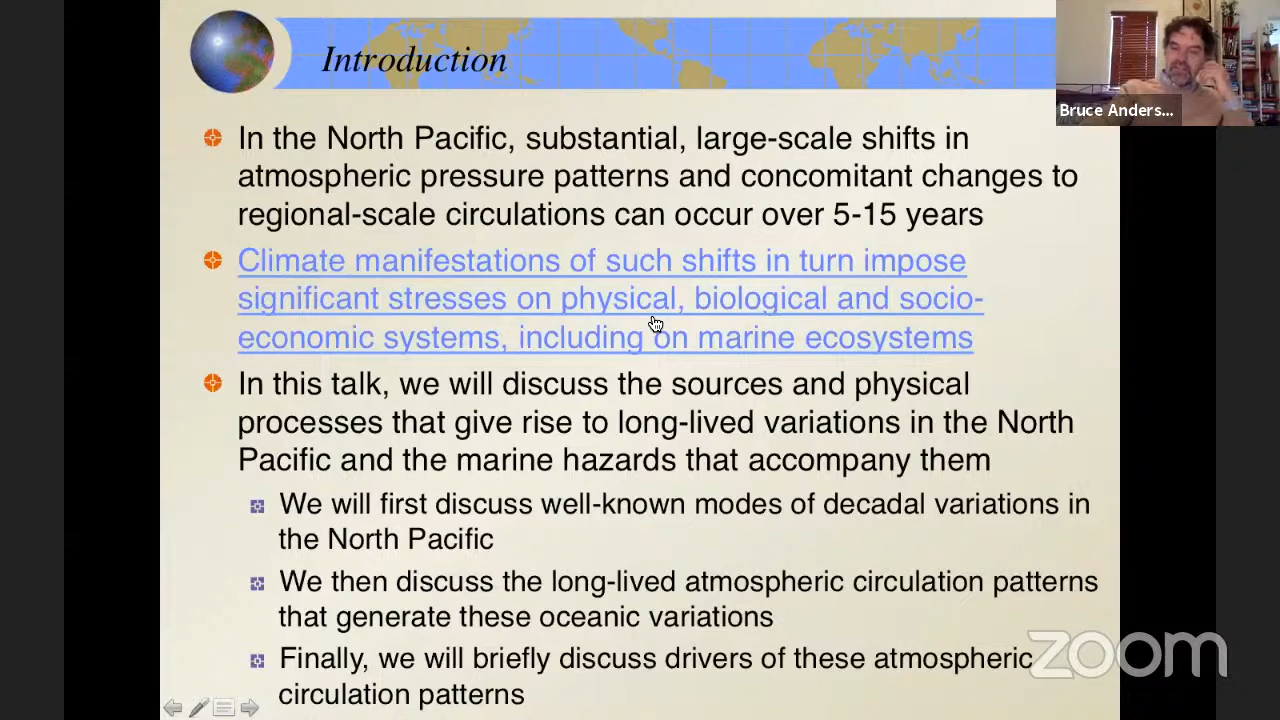 Introduction
Bruce Anders...
In the North Pacific, substantial, large-scale shifts in
atmospheric pressure patterns and concomitant changes to
regional-scale circulations can occur over 5-15 years
Climate manifestations of such shifts in turn impose
significant stresses on physical, biological and socio-
economic systems, including on marine ecosystems
In this talk, we will discuss the sources and physical
processes that give rise to long-lived variations in the North
Pacific and the marine hazards that accompany them
We will first discuss well-known modes of decadal variations in
the North Pacific
We then discuss the long-lived atmospheric circulation patterns
that generate these oceanic variations
Finally, we will briefly discuss drivers of these atmospheric
circulation patterns
zoom